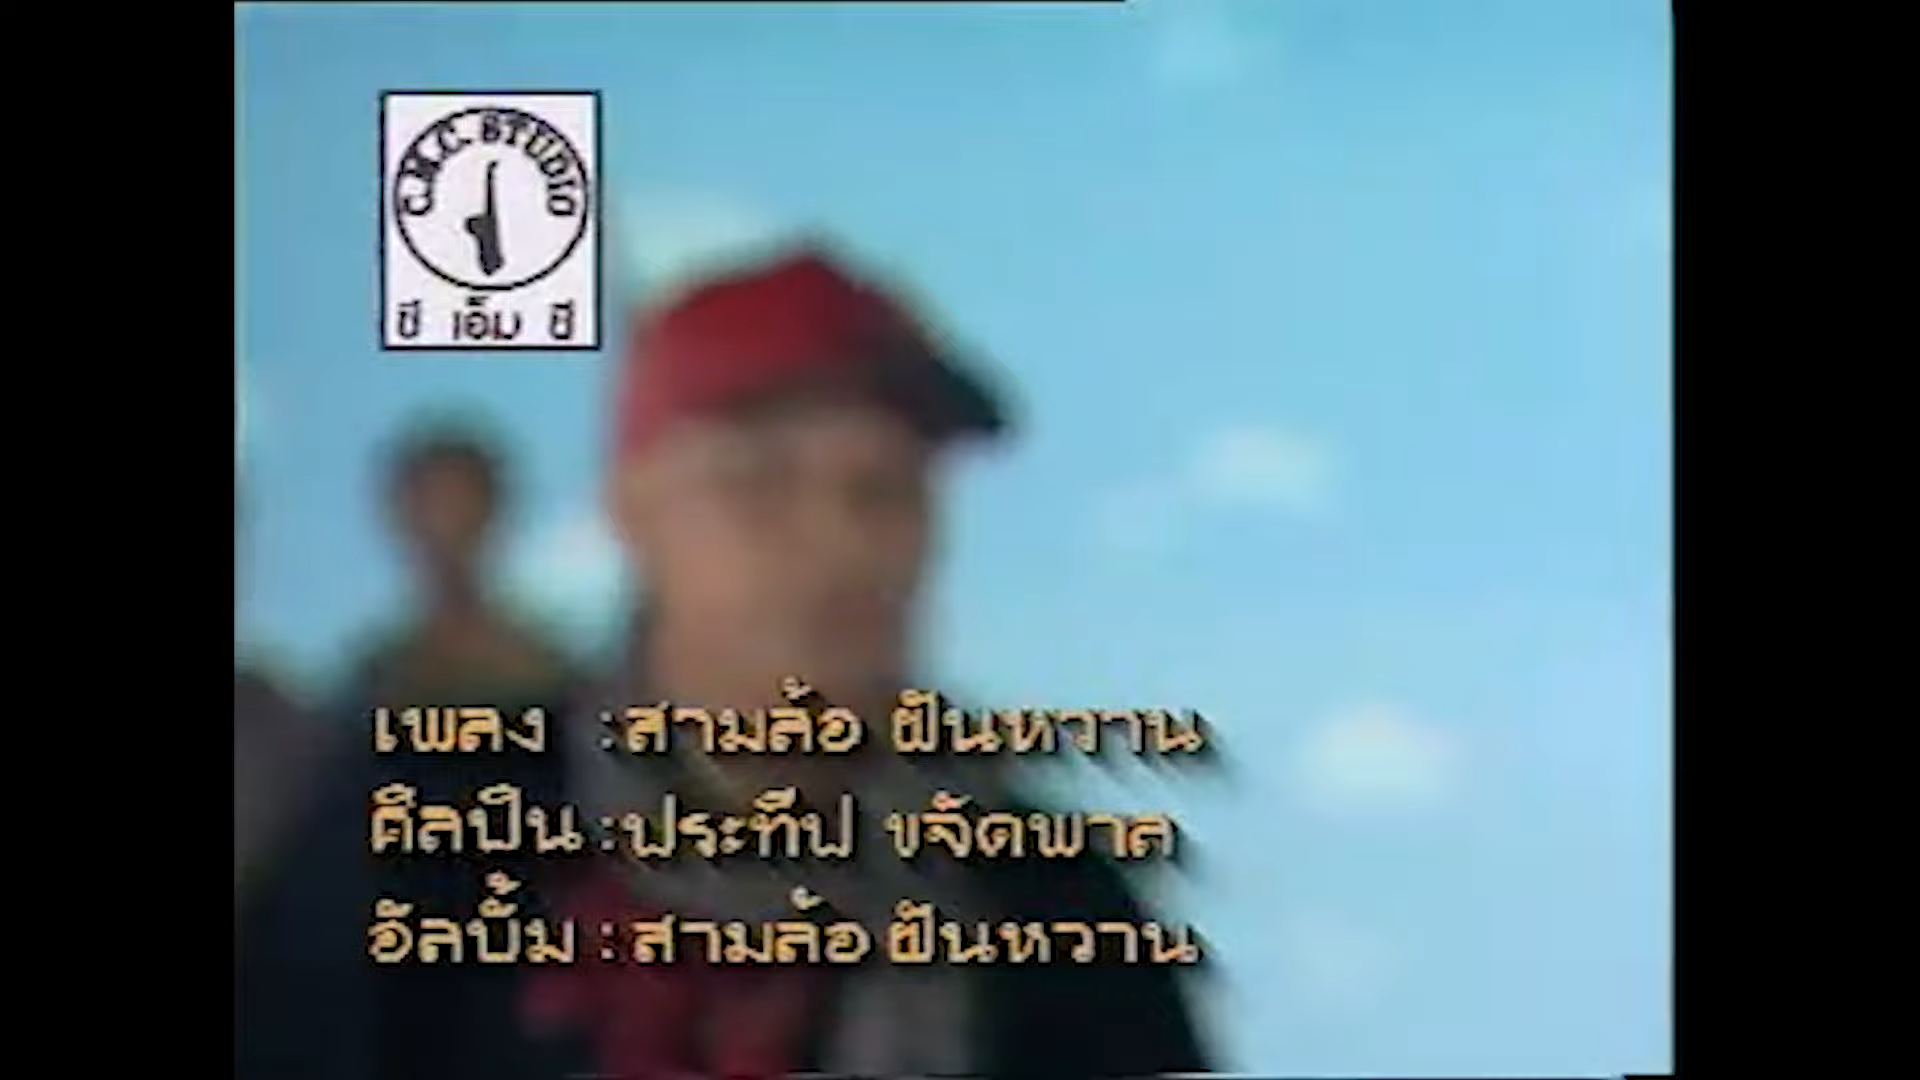 C.M.C. STUDIO
ซี เอ็ม ซี
เพลง : สามล้อ ฝันหวาน
ศิลปิน : ประทีป ขจัดพาล
อัลบั้ม : สามล้อ ฝันหวาน